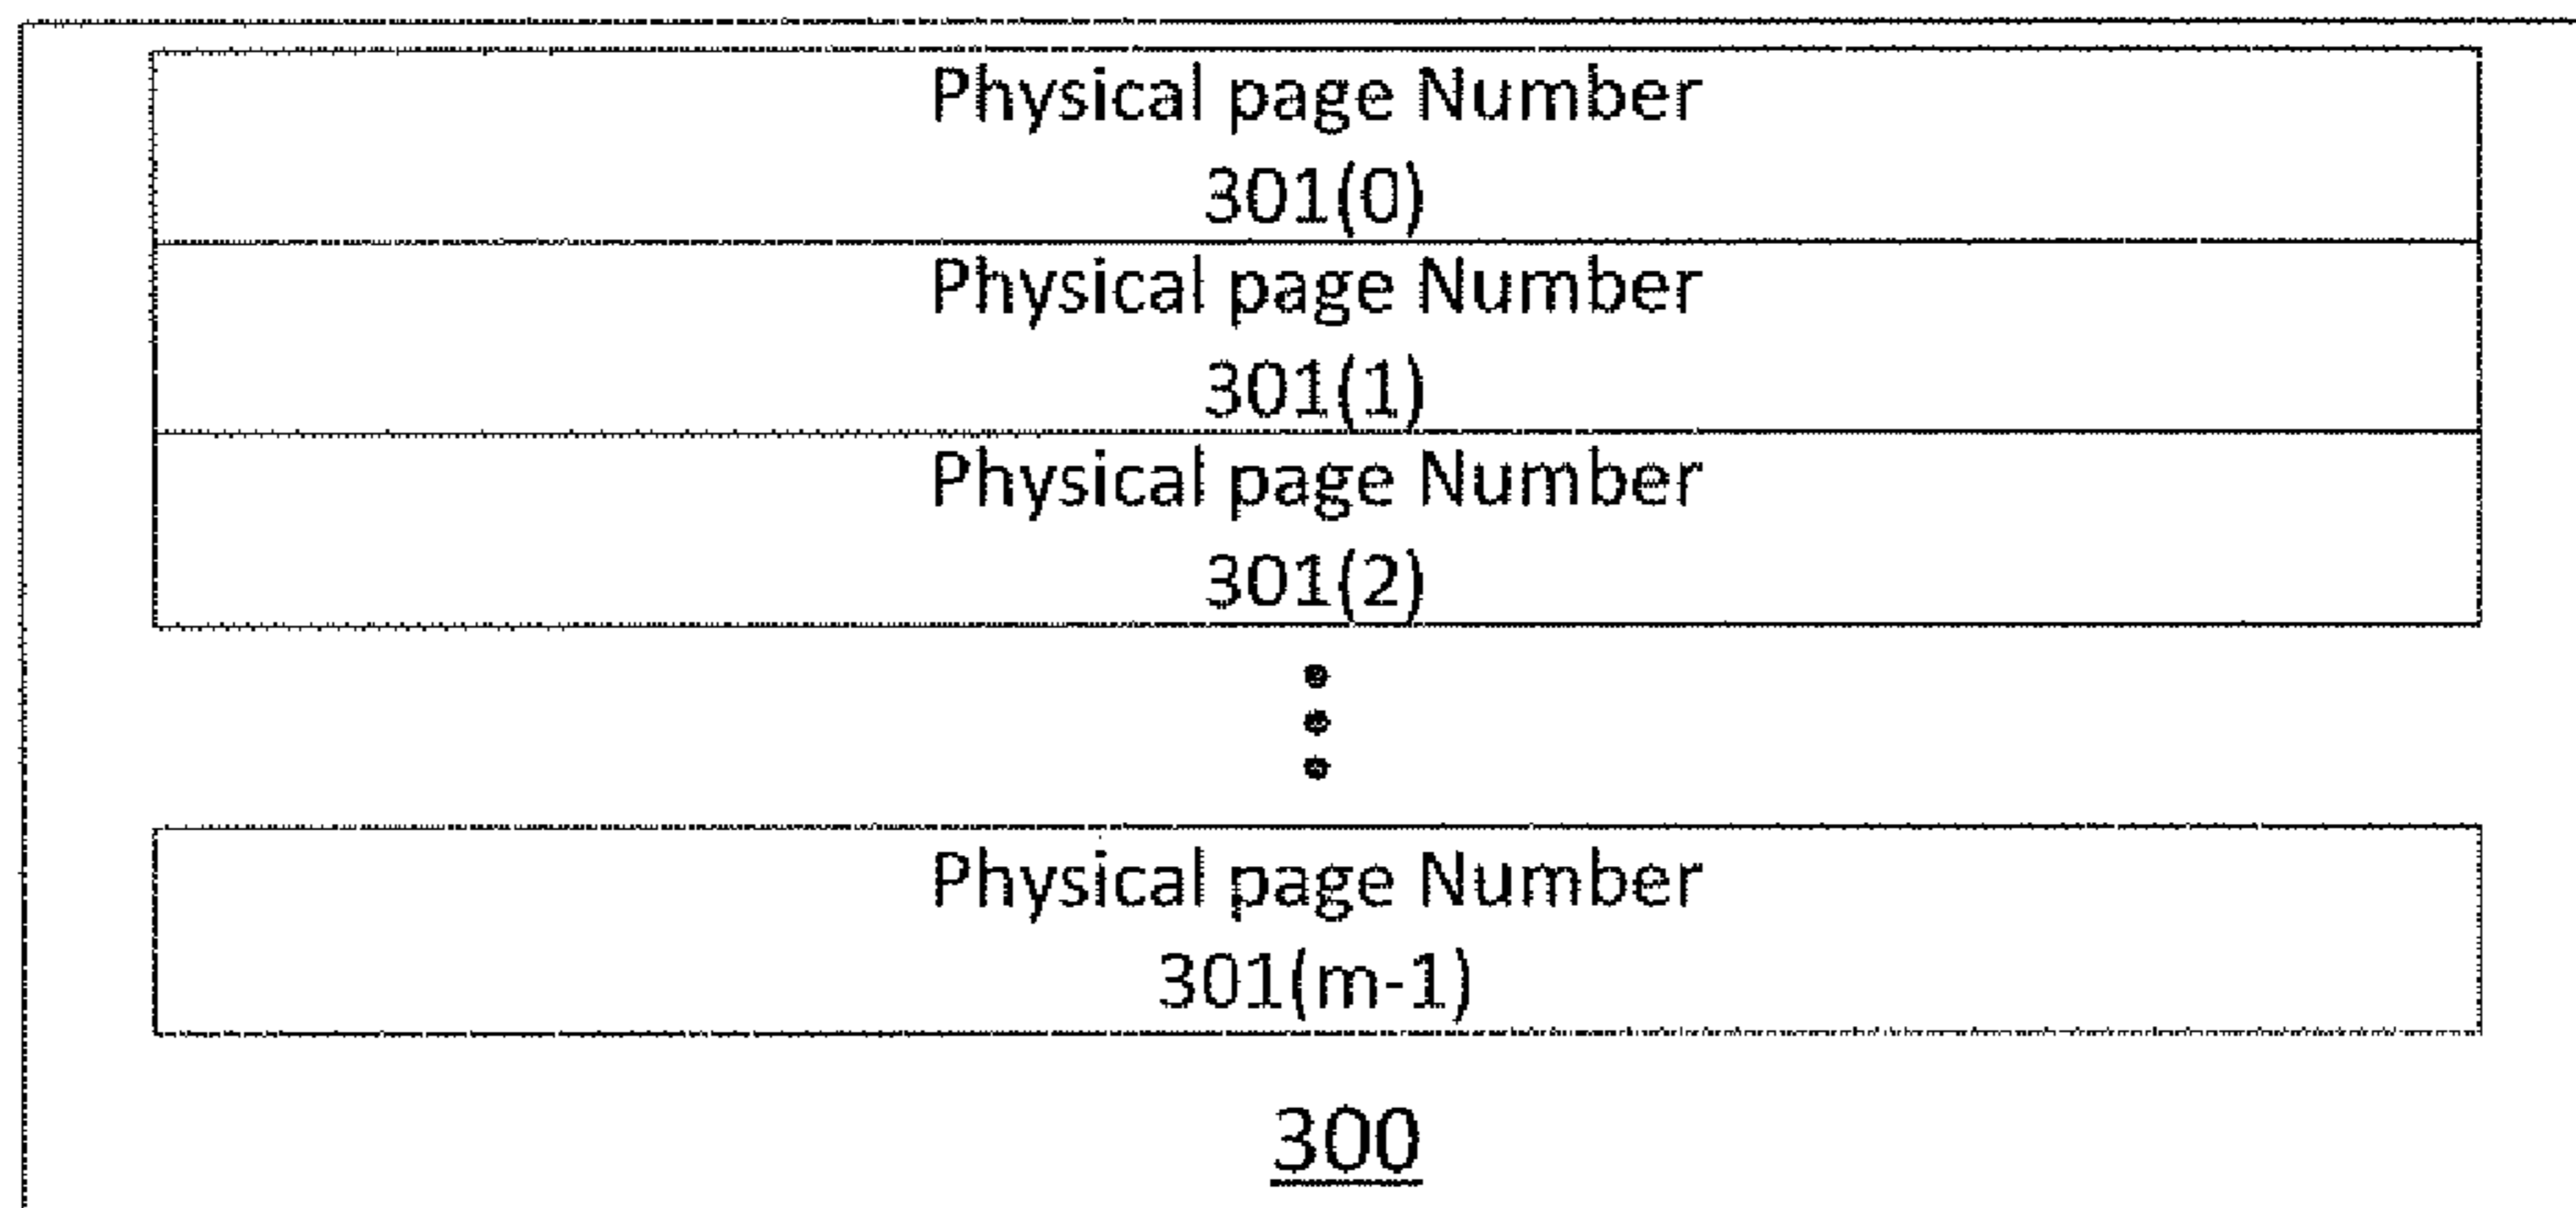 Physical page Number
301(0)
Physical page Number
301(1)
Physical page Number
301(2)
Physical page Number
301(m-1)
300